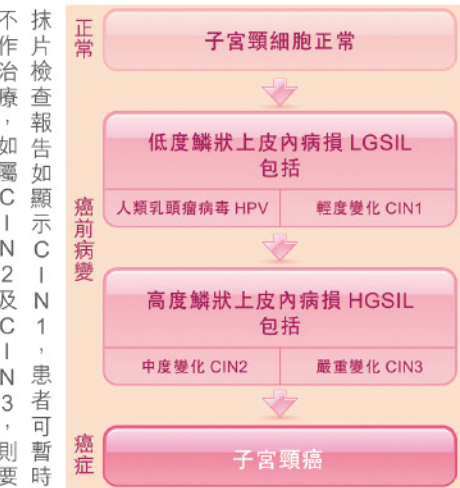 抹片檢查報告如顯示CIN1，患者可暫時
不作治療，如屬CIN2及CIN3，則要
正常
子宮頸細胞正常
癌前病變
低度鱗狀上皮內病損 LGSIL
包括
人類乳頭瘤病毒 HPV
輕度變化 CIN1
高度鱗狀上皮內病損 HGSIL
包括
中度變化 CIN2
嚴重變化 CIN3
癌症
子宮頸癌